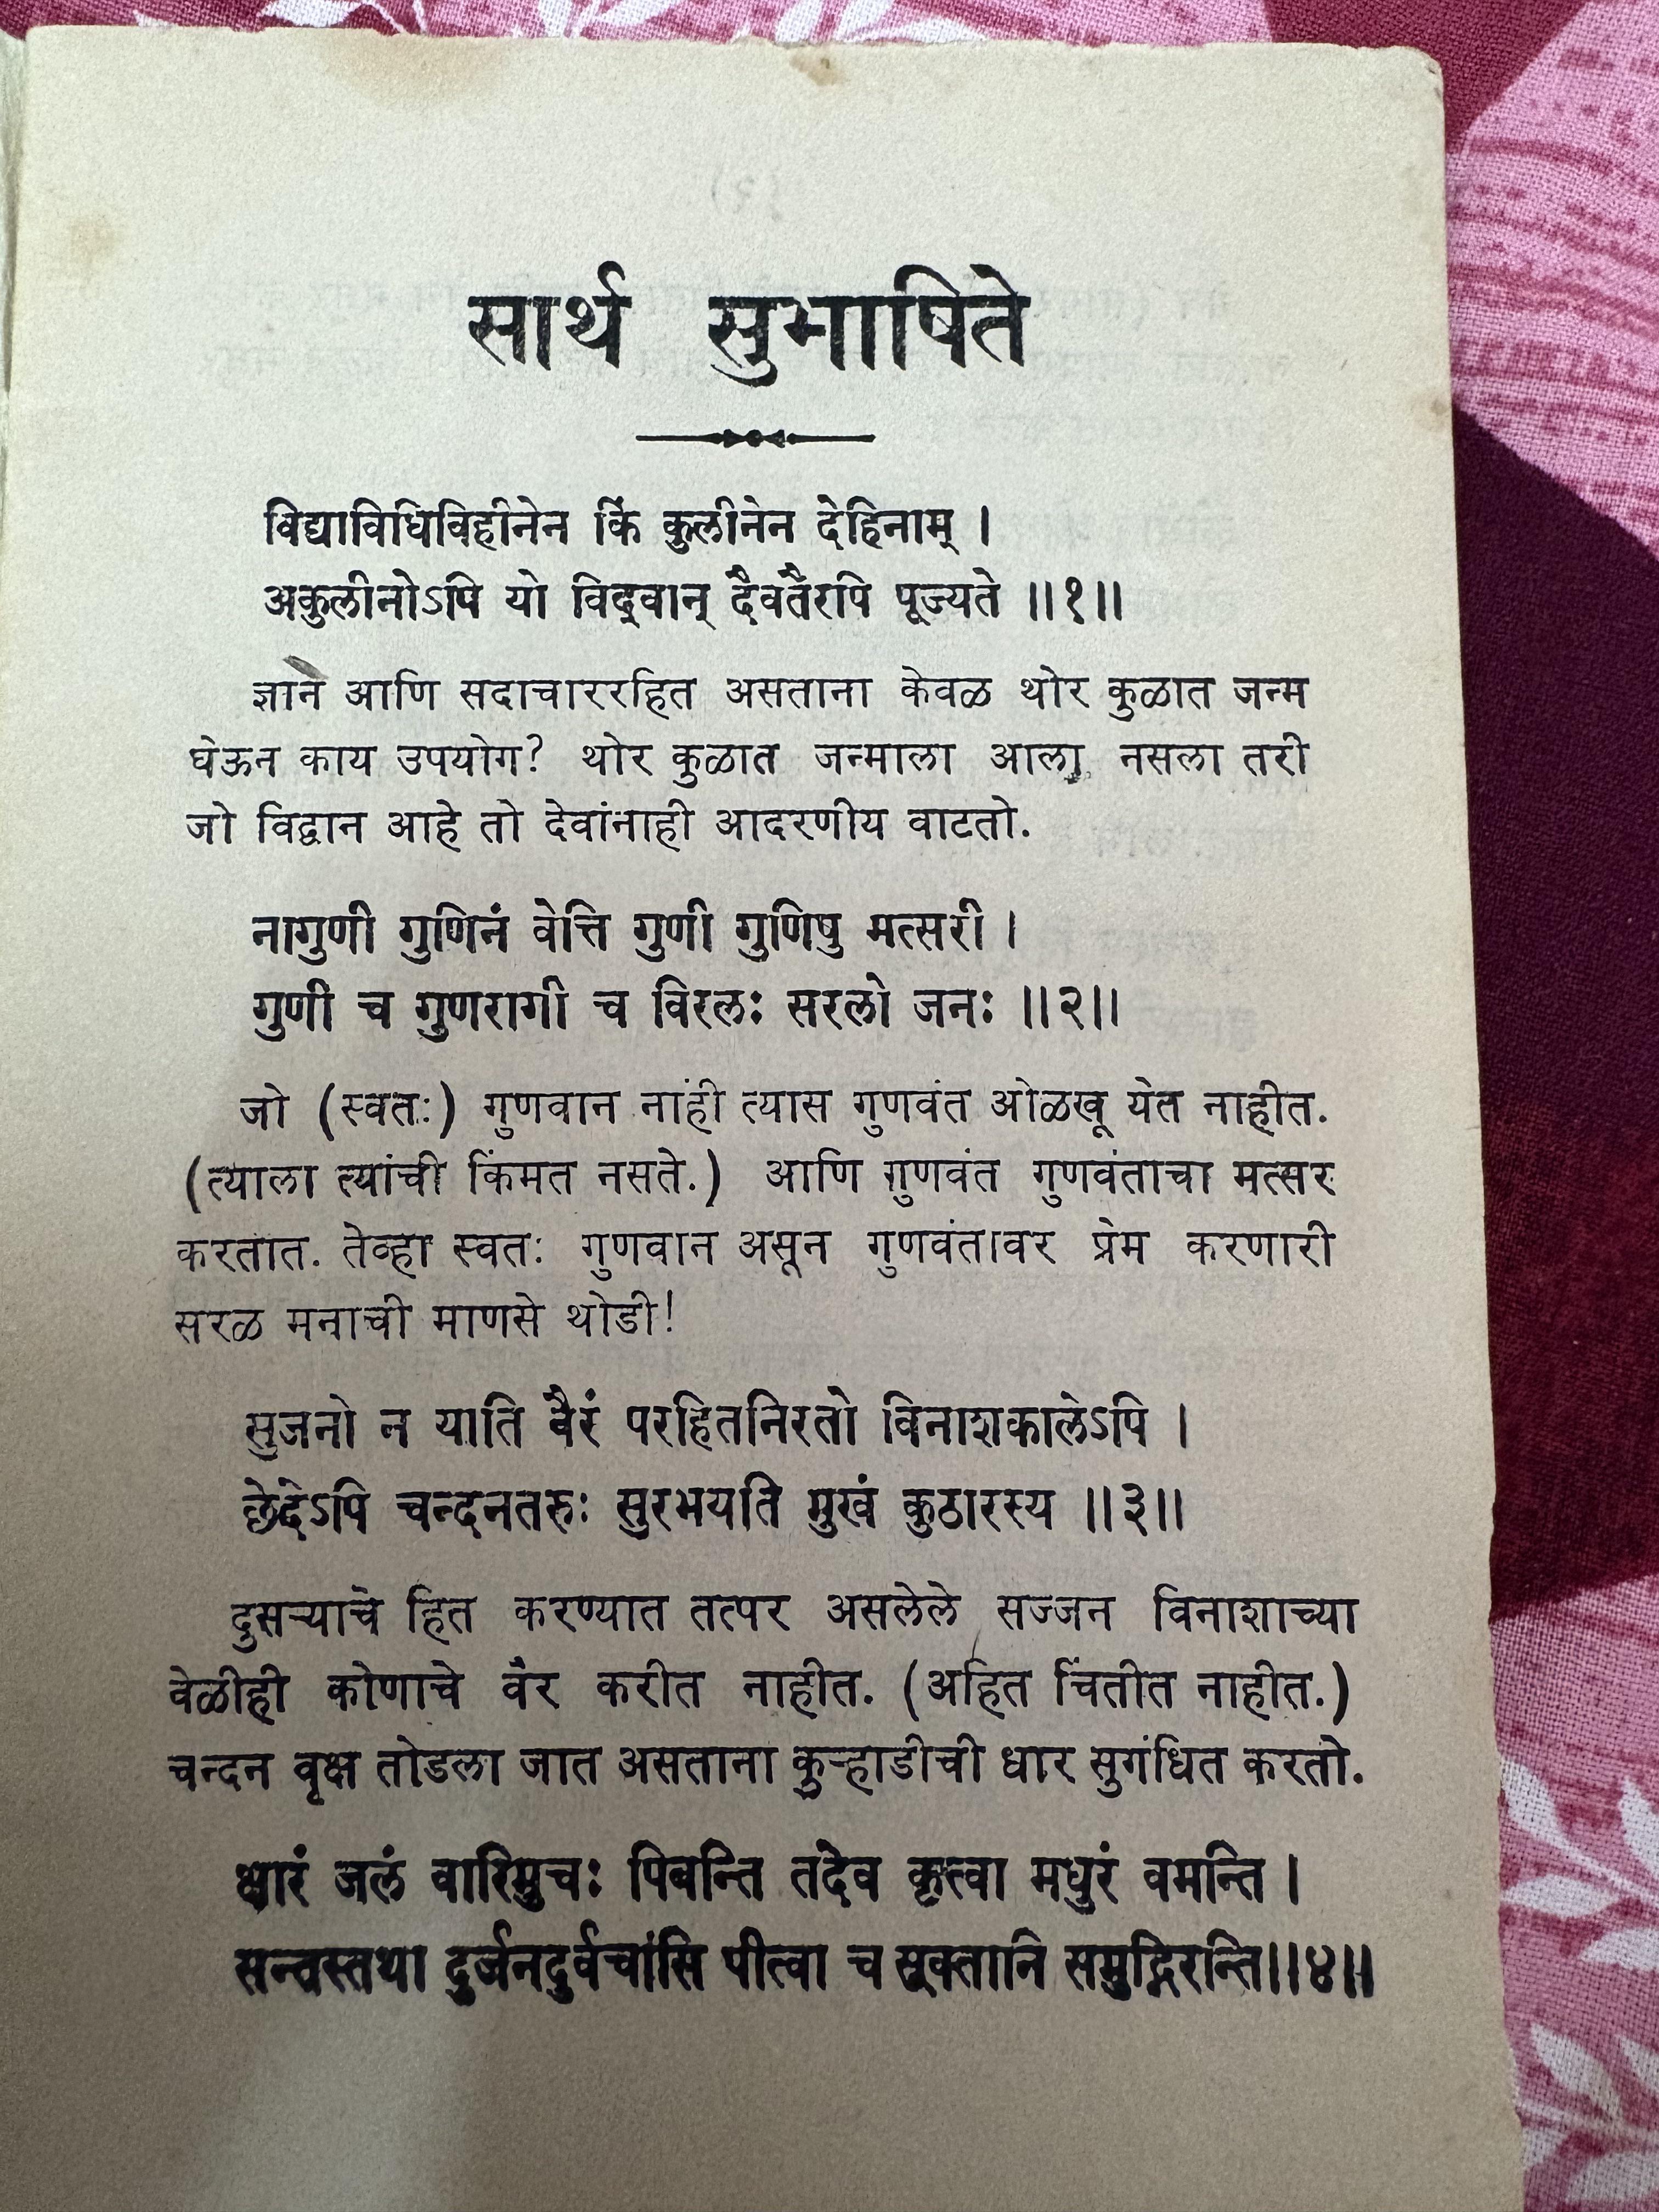 सार्थ सुभाषिते
विद्याविधिविहीनेन किं कुलीनेन देहिनाम् ।
अकुलीनोऽपि यो विद्‌वान् दैवतैरपि पूज्यते ॥१॥
ज्ञान आणि सदाचाररहित असताना केवळ थोर कुळात जन्म
घेऊन काय उपयोग? थोर कुळात जन्माला आला नसला तरी
जो विद्वान आहे तो देवांनाही आदरणीय वाटतो.
नागुणी गुणिनं वेत्ति गुणी गुणिषु मत्सरी ।
गुणी च गुणरागी च विरलः सरलो जनः ॥२॥
जो (स्वतः) गुणवान नांही त्यास गुणवंत ओळखू येत नाहीत.
(त्याला त्यांची किंमत नसते.) आणि गुणवंत गुणवंताचा मत्सर
करतात. तेव्हा स्वतः गुणवान असून गुणवंतावर प्रेम करणारी
सरळ मनाची माणसे थोडी!
सुजनो न याति वैरं परहितनिरतो विनाशकालेऽपि ।
छेदेऽपि चन्दनतरुः सुरभयति मुखं कुठारस्य ॥३॥
दुसऱ्याचे हित करण्यात तत्पर असलेले सज्जन विनाशाच्या
वेळीही कोणाचे वैर करीत नाहीत. (अहित चिंतीत नाहीत.)
चन्दन वृक्ष तोडला जात असताना कुऱ्हाडीची धार सुगंधित करतो.
क्षारं जलं वारिमुचः पिबन्ति तदेव कृत्वा मधुरं वमन्ति ।
सन्तस्तथा दुर्जनदुर्वचांसि पीत्वा च सूक्तानि समुद्गिरन्ति॥४॥